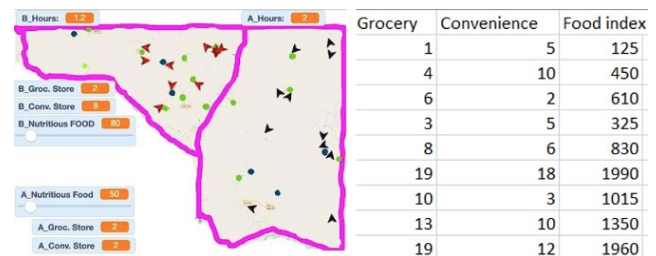 B_Hours: 1.2
A_Hours: 2
B_Groc. Store 2
B_Conv. Store 8
B_Nutritious FOOD 80
A_Nutritious Food 50
A_Groc. Store 2
A_Conv. Store 2
Grocery Convenience Food index
1 5 125
4 10 450
6 2 610
3 5 325
8 6 830
19 18 1990
10 3 1015
13 10 1350
19 12 1960